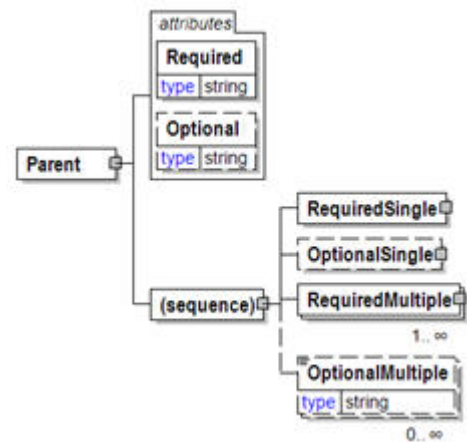 attributes
Required
type string
Optional
type string
Parent
RequiredSingle
OptionalSingle
(sequence)
RequiredMultiple
1.. ∞
OptionalMultiple
type string
0.. ∞